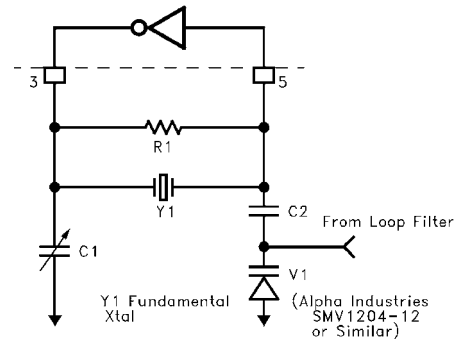 3
5
R1
Y1
C2
From Loop Filter
C1
V1
Y1 Fundamental
Xtal
(Alpha Industries
SMV1204-12
or Similar)